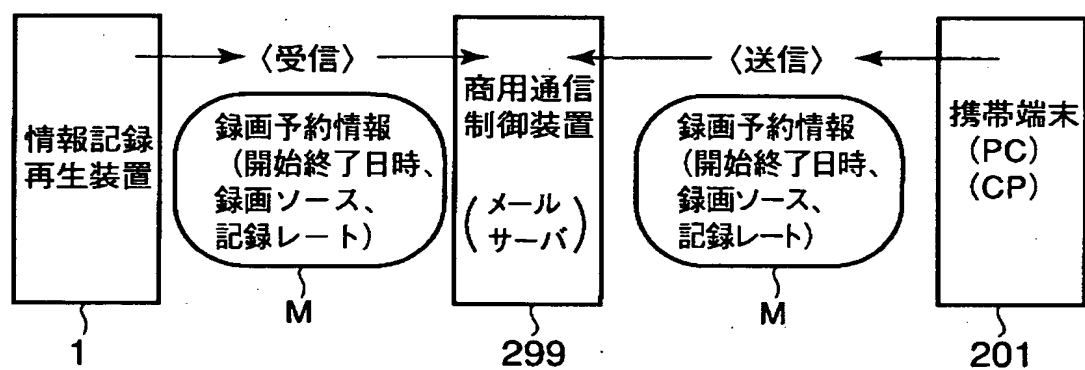 情報記録
再生装置
1
〈受信〉
録画予約情報
（開始終了日時、
録画ソース、
記録レート）
M
商用通信
制御装置
（メール
サーバ）
299
〈送信〉
録画予約情報
（開始終了日時、
録画ソース、
記録レート）
M
携帯端末
（PC）
（CP）
201